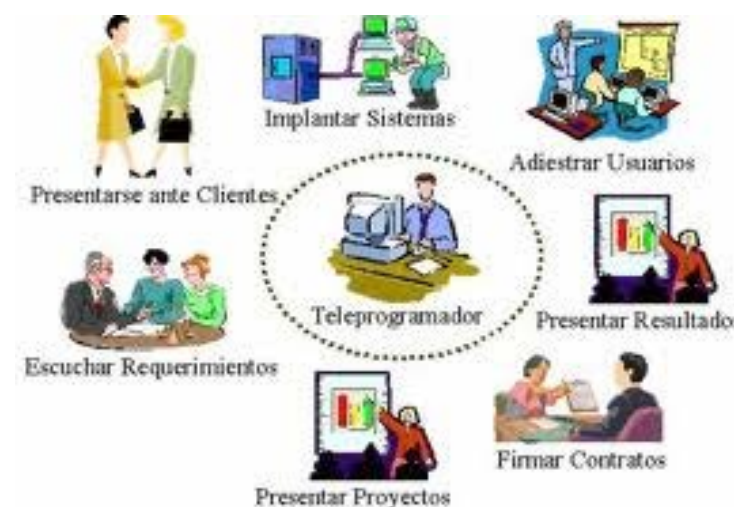 Implantar Sistemas
Adiestrar Usuarios
Presentarse ante Clientes
Teleprogramador
Presentar Resultado
Escuchar Requerimientos
Firmar Contratos
Presentar Proyectos